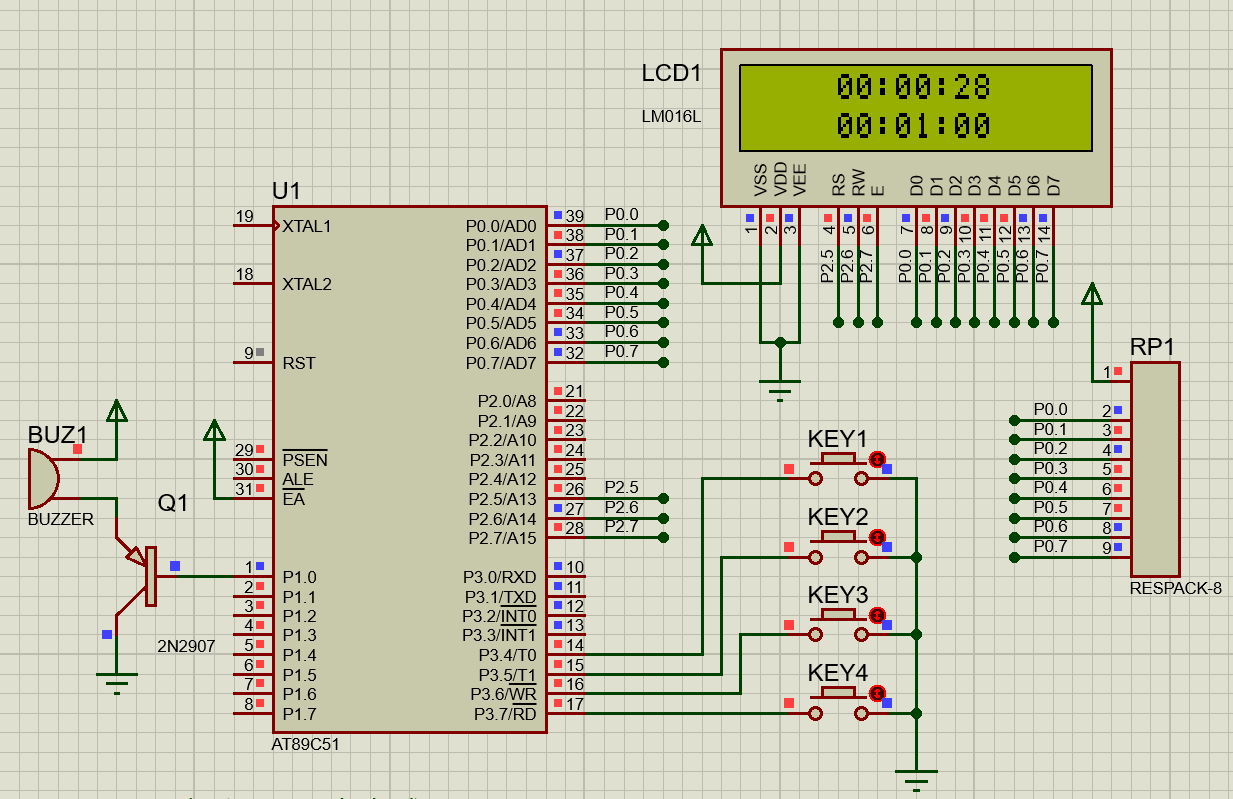 LCD1
LM016L
00:00:28
00:01:00
VSS
VDD
VEE
RS
RW
E
D0
D1
D2
D3
D4
D5
D6
D7
1
2
3
4
5
6
7
8
9
10
11
12
13
14
P2.5
P2.6
P2.7
P0.0
P0.1
P0.2
P0.3
P0.4
P0.5
P0.6
P0.7
U1
19 XTAL1
18 XTAL2
9 RST
29 PSEN
30 ALE
31 EA
1 P1.0
2 P1.1
3 P1.2
4 P1.3
5 P1.4
6 P1.5
7 P1.6
8 P1.7
P0.0/AD0 39 P0.0
P0.1/AD1 38 P0.1
P0.2/AD2 37 P0.2
P0.3/AD3 36 P0.3
P0.4/AD4 35 P0.4
P0.5/AD5 34 P0.5
P0.6/AD6 33 P0.6
P0.7/AD7 32 P0.7
P2.0/A8 21
P2.1/A9 22
P2.2/A10 23
P2.3/A11 24
P2.4/A12 25
P2.5/A13 26 P2.5
P2.6/A14 27 P2.6
P2.7/A15 28 P2.7
P3.0/RXD 10
P3.1/TXD 11
P3.2/INT0 12
P3.3/INT1 13
P3.4/T0 14
P3.5/T1 15
P3.6/WR 16
P3.7/RD 17
AT89C51
BUZ1
BUZZER
Q1
2N2907
KEY1
KEY2
KEY3
KEY4
RP1
1
P0.0 2
P0.1 3
P0.2 4
P0.3 5
P0.4 6
P0.5 7
P0.6 8
P0.7 9
RESPACK-8